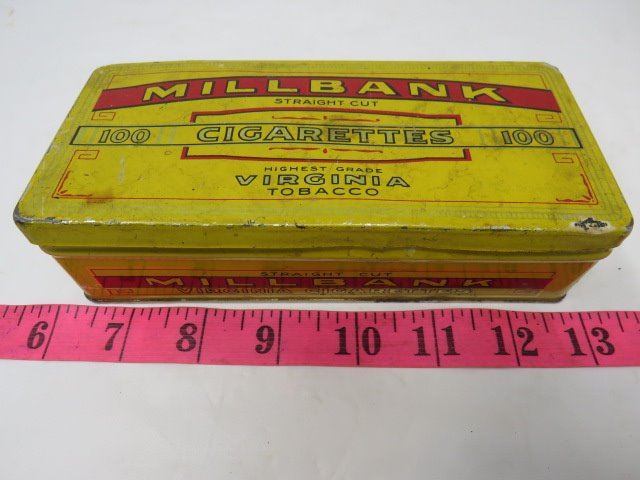 MILLBANK
STRAIGHT CUT
100 CIGARETTES 100
HIGHEST GRADE
VIRGINIA
TOBACCO
STRAIGHT CUT
MILLBANK
VIRGINIA
6 7 8 9 10 11 12 13